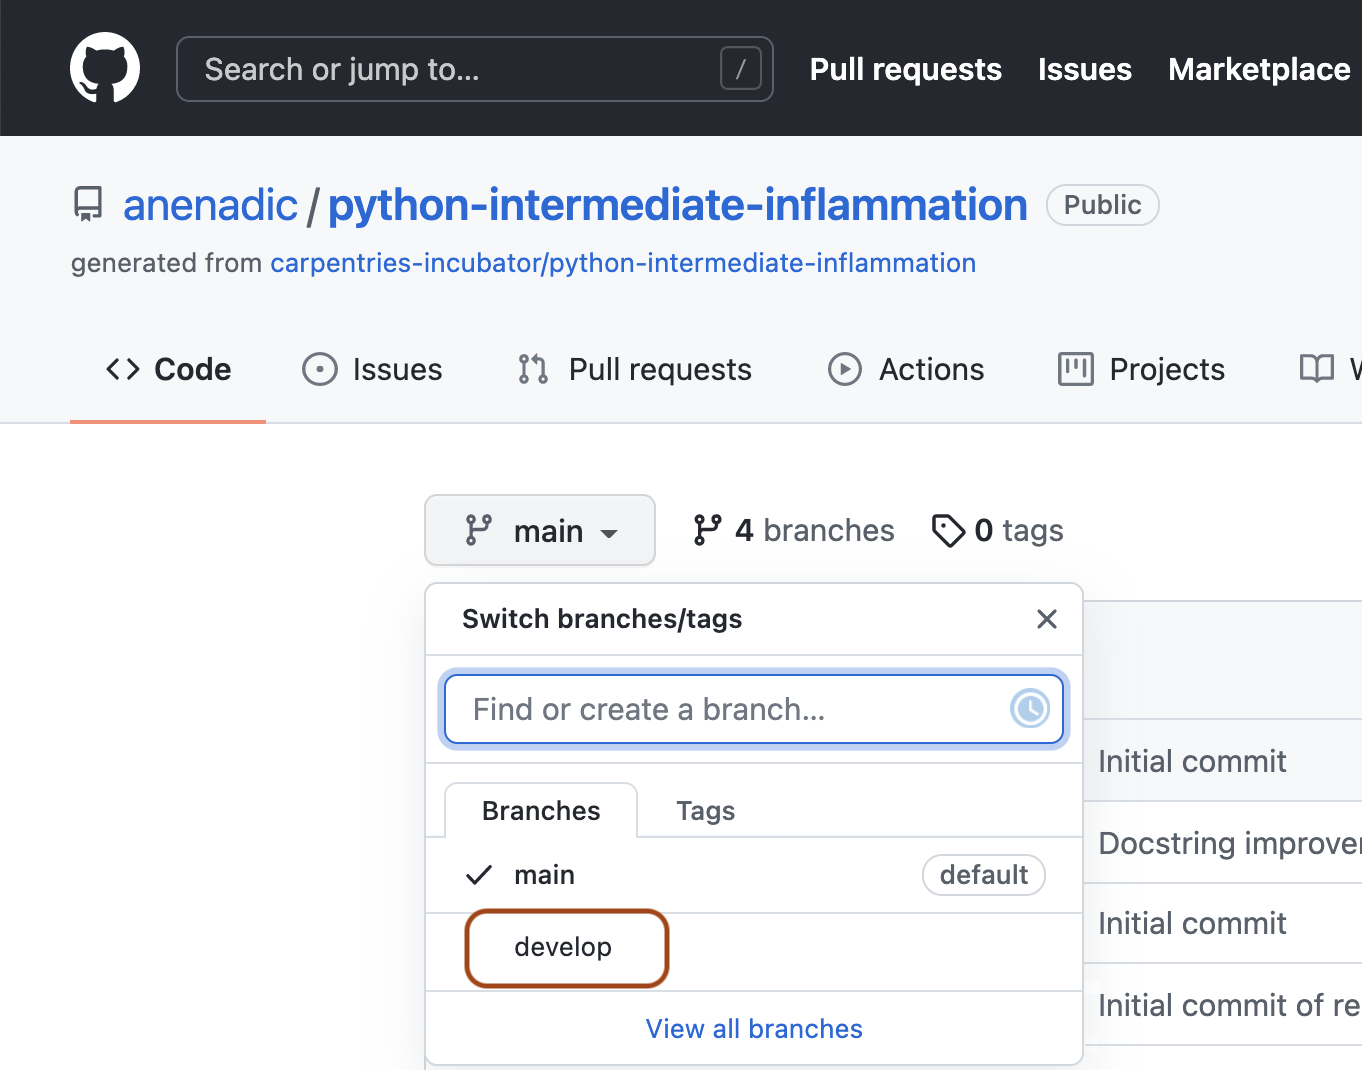 Search or jump to... /
Pull requests Issues Marketplace
anenadic / python-intermediate-inflammation Public
generated from carpentries-incubator/python-intermediate-inflammation
Code Issues Pull requests Actions Projects
main 4 branches 0 tags
Switch branches/tags
Find or create a branch...
Branches Tags
main default
develop
View all branches
Initial commit
Docstring
Initial commit
Initial commit of